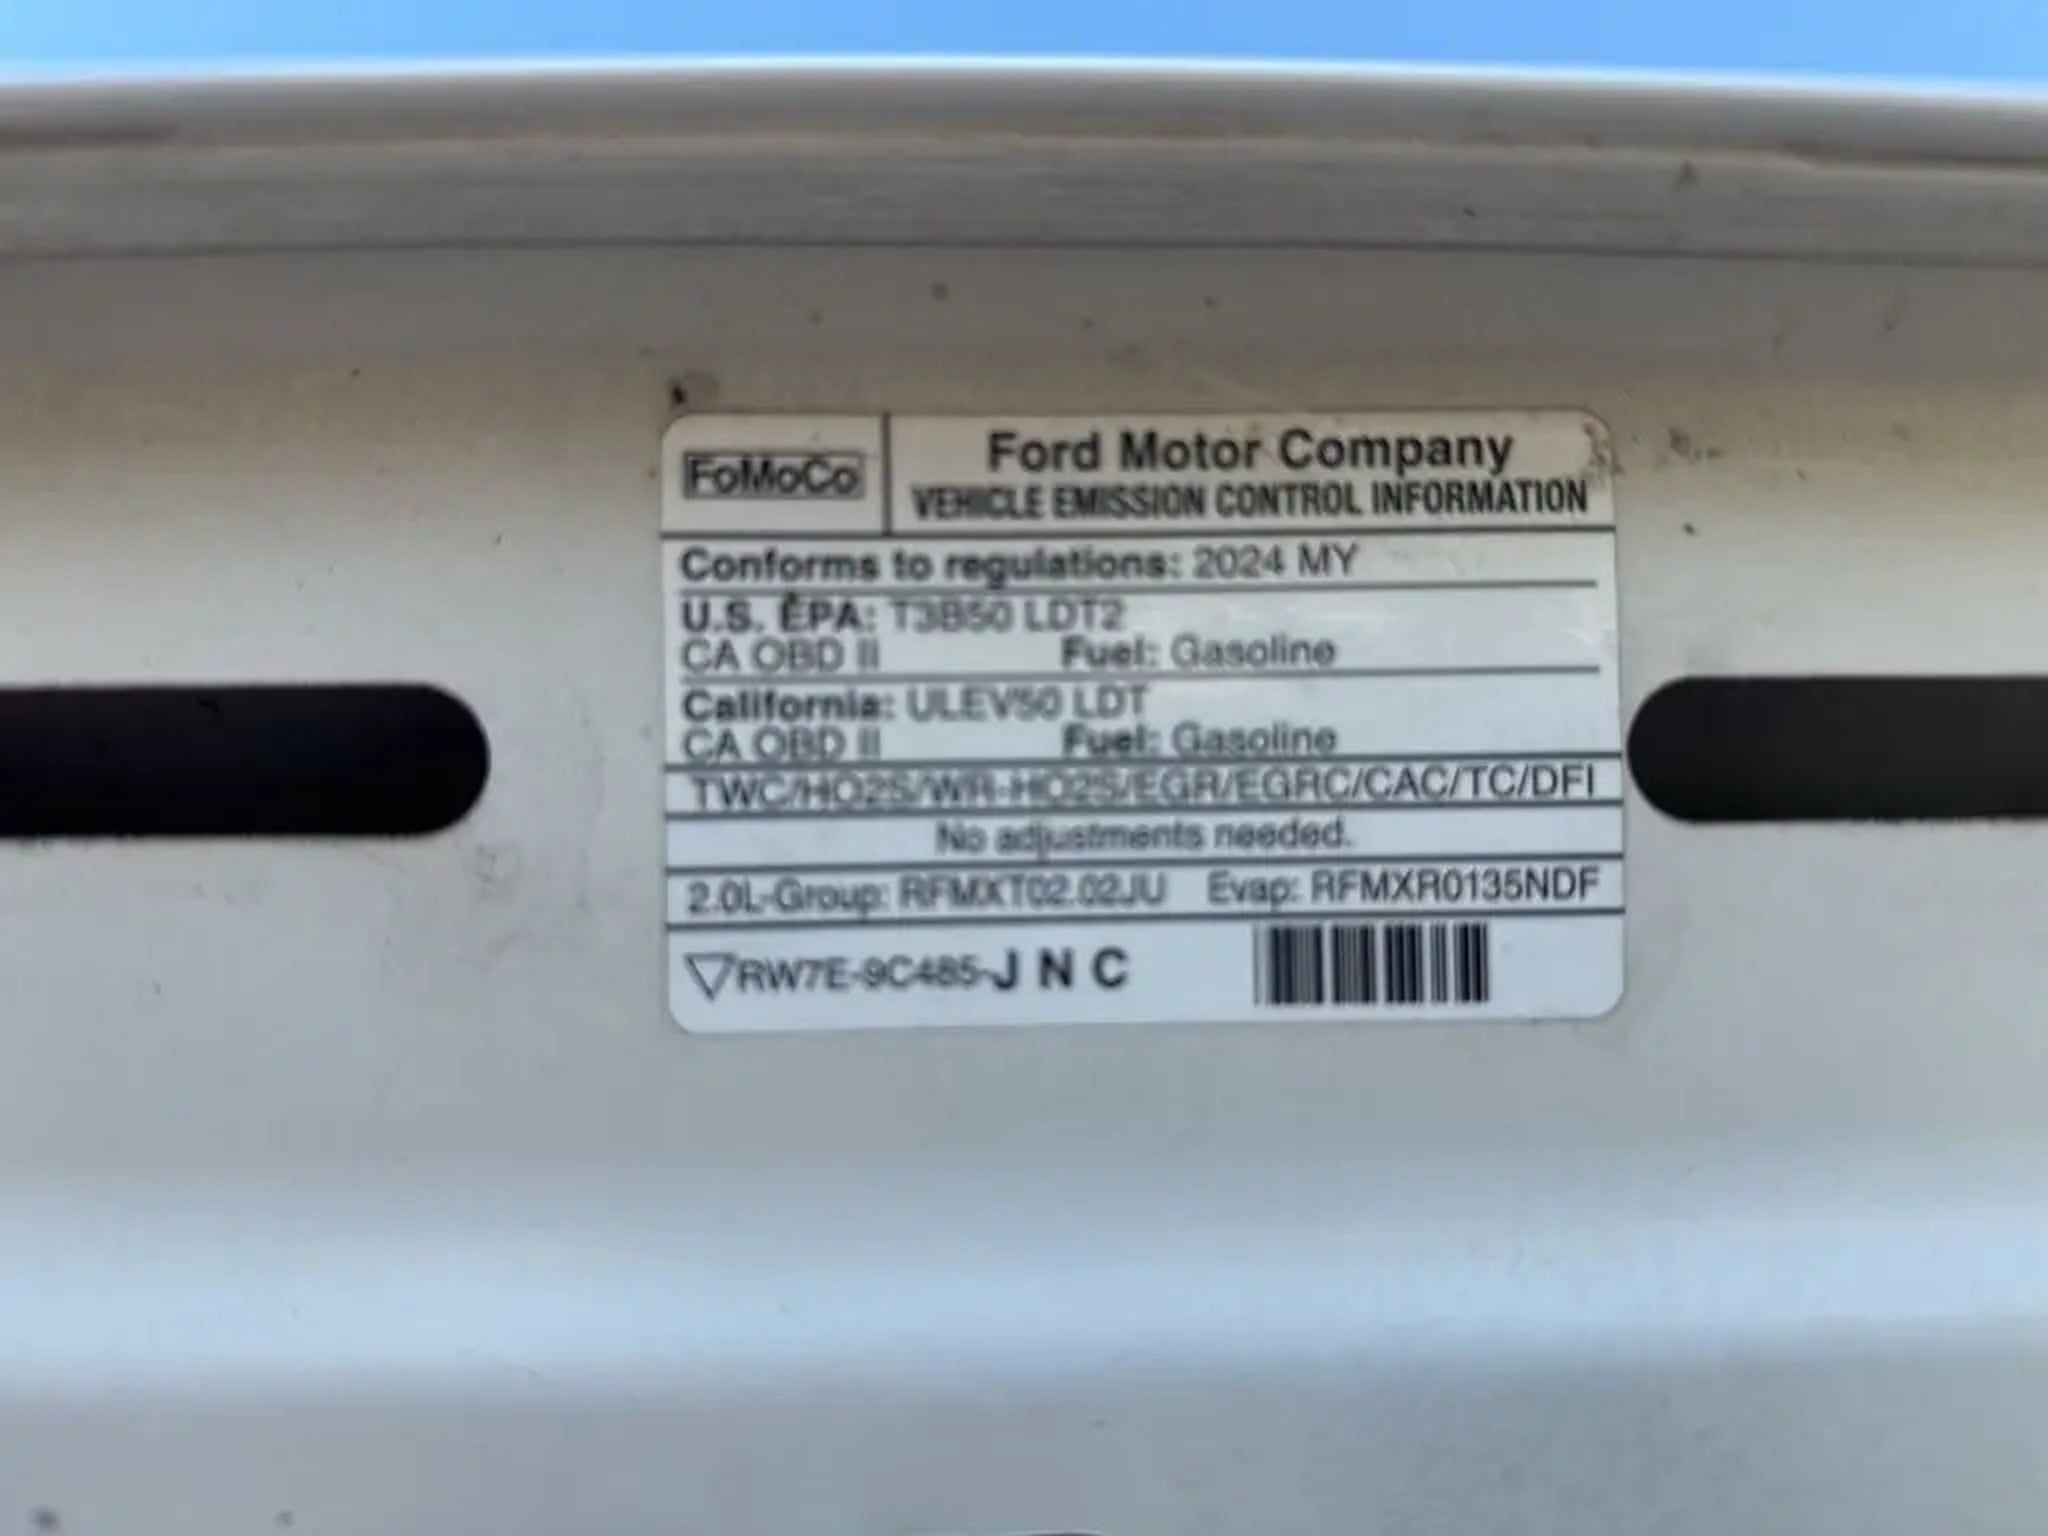 FoMoCo
Ford Motor Company
VEHICLE EMISSION CONTROL INFORMATION
Conforms to regulations: 2024 MY
U.S. EPA: T3B50 LDT2
CA OBD II Fuel: Gasoline
California: ULEV50 LDT
CA OBD II Fuel: Gasoline
TWC/HO2S/WR-HO2S/EGR/EGRC/CAC/TC/DFI
No adjustments needed.
2.0L-Group: RFMXT02.02JU Evap: RFMXR0135NDF
▽RW7E-9C485-J N C